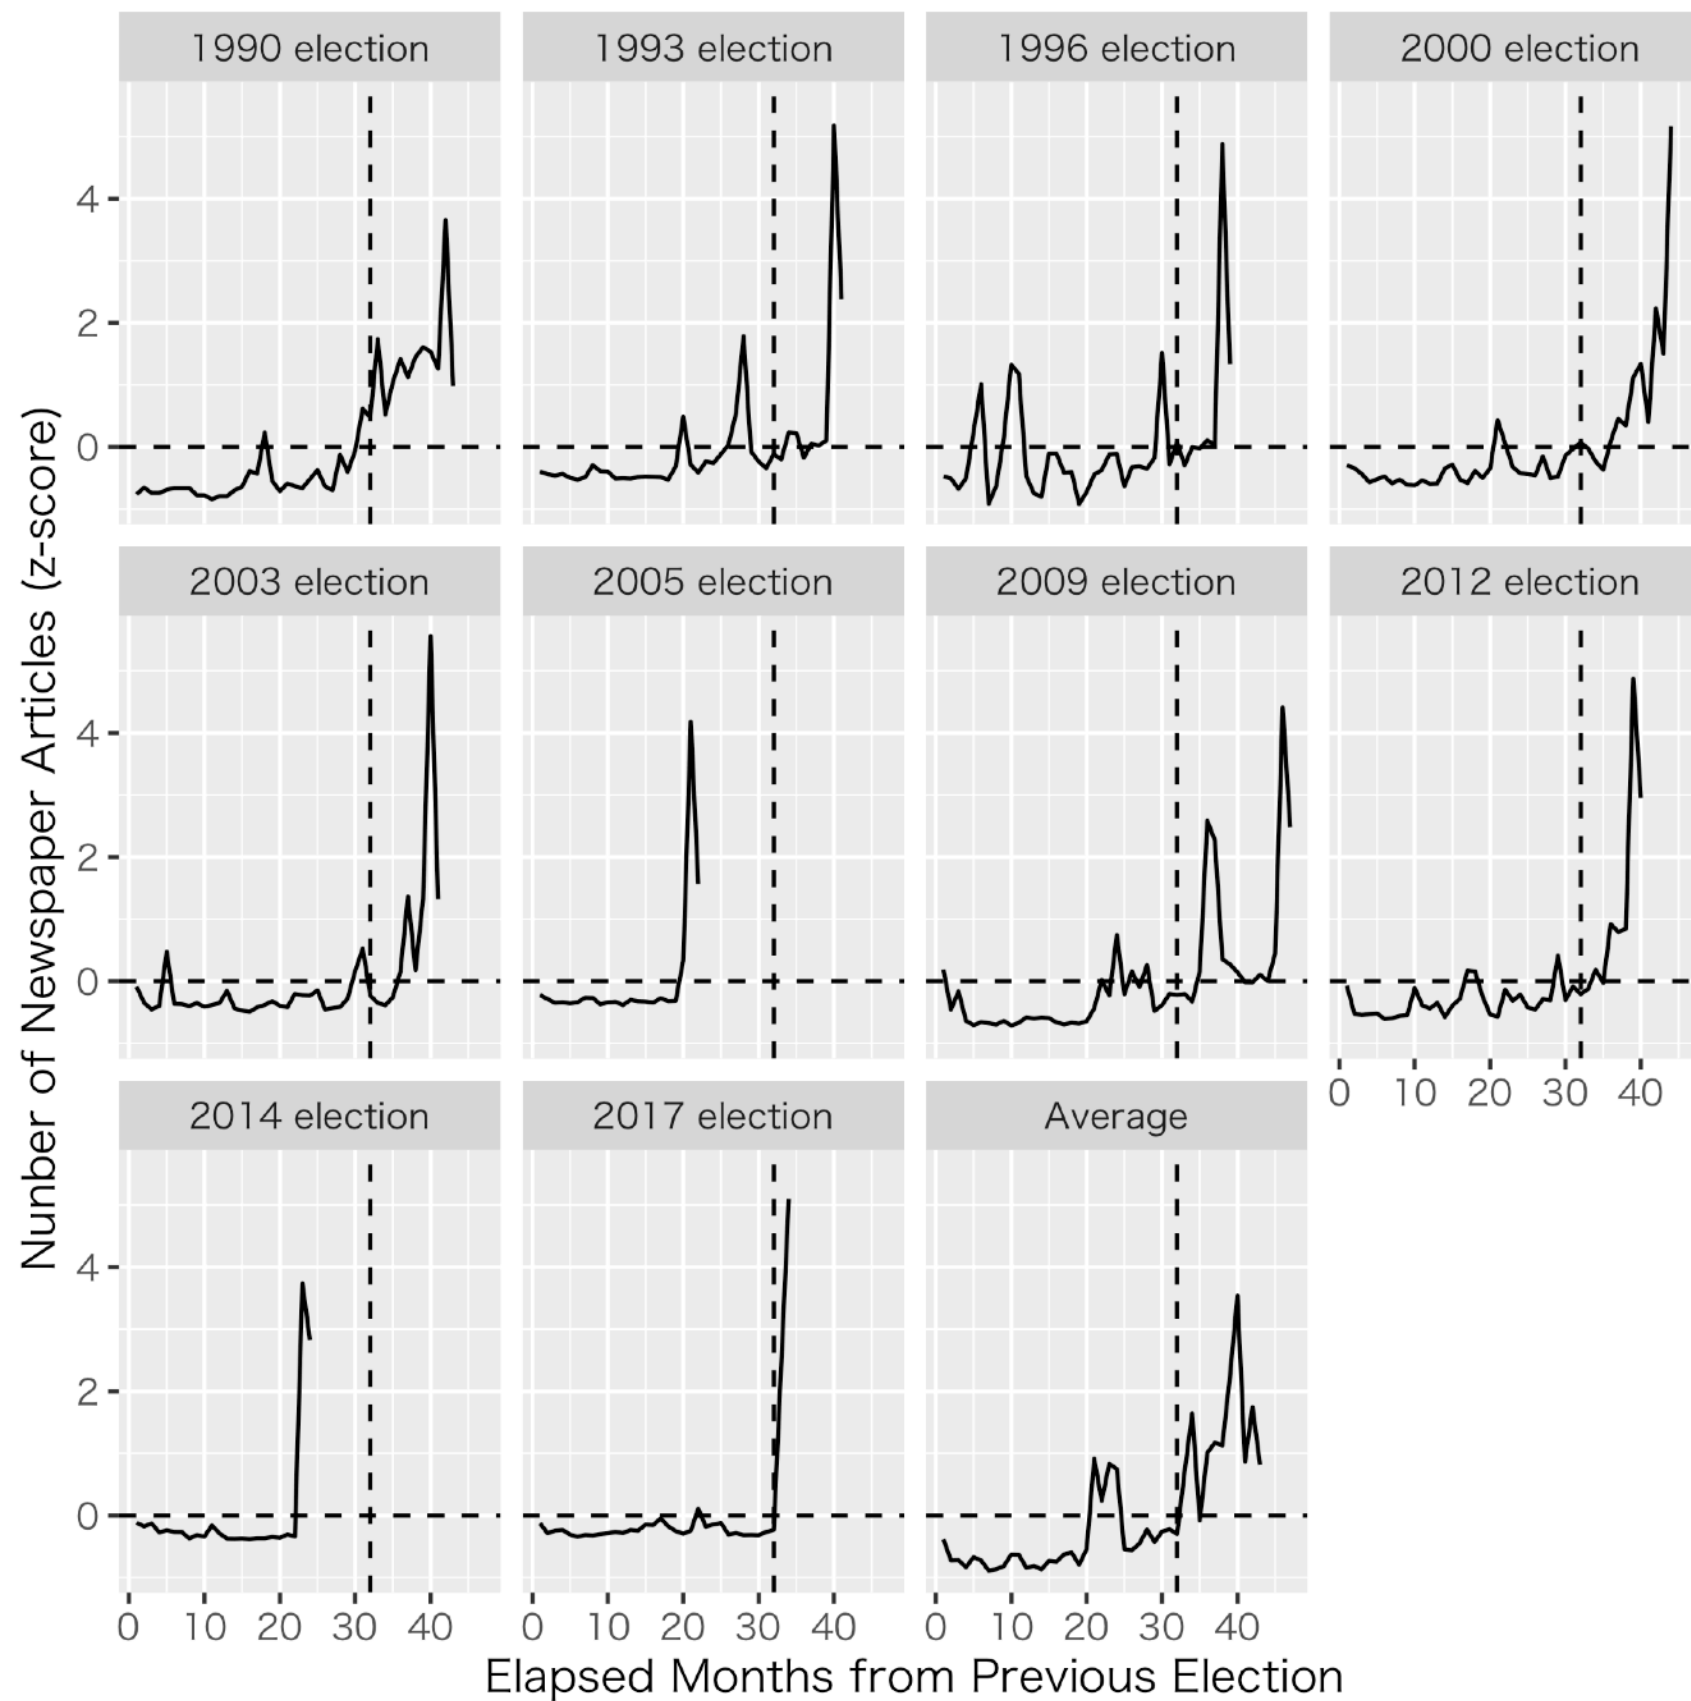 1990 election
1993 election
1996 election
2000 election
4
2
0
2003 election
2005 election
2009 election
2012 election
4
2
0
0 10 20 30 40
2014 election
2017 election
Average
4
2
0
0 10 20 30 40
0 10 20 30 40
0 10 20 30 40
Elapsed Months from Previous Election
Nunber of Newspaper Articles (z-score)